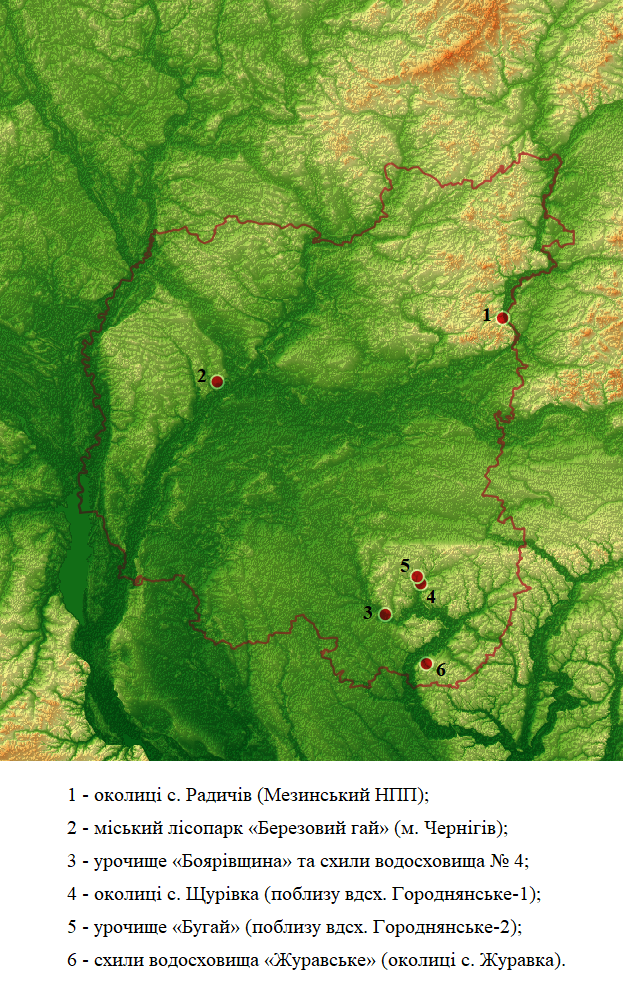 1
2
5
4
3
6
1 - околиці с. Радичів (Мезинський НПП);
2 - міський лісопарк «Березовий гай» (м. Чернігів);
3 - урочище «Боярівщина» та схили водосховища № 4;
4 - околиці с. Щурівка (поблизу вдсх. Городнянське-1);
5 - урочище «Бугай» (поблизу вдсх. Городнянське-2);
6 - схили водосховища «Журавське» (околиці с. Журавка).